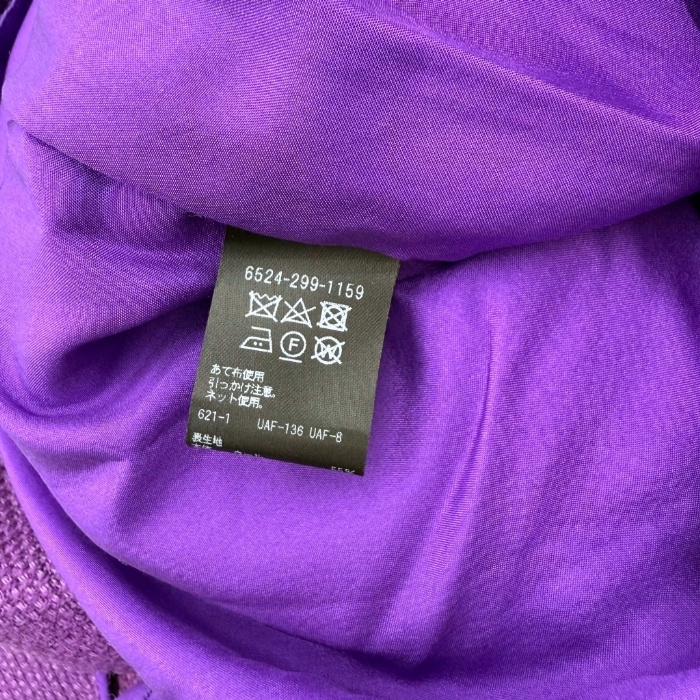 6524-299-1159
あて布使用
引っかけ注意。
ネット使用。
621-1 UAF-136 UAF-8
表生地